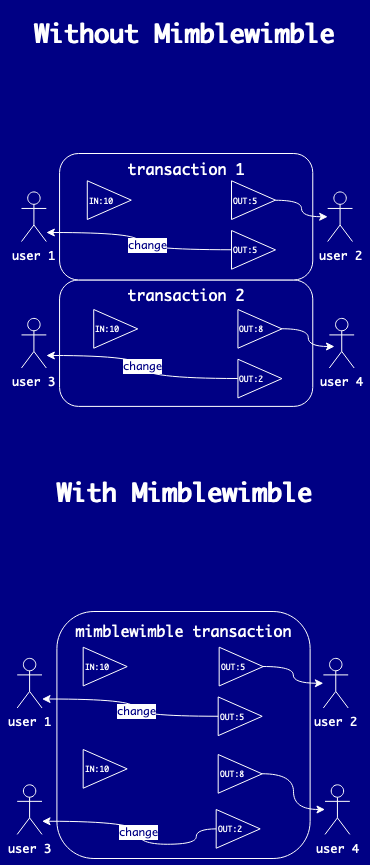 Without Mimblewimble
transaction 1
IN:10
OUT:5
user 1
user 2
change
OUT:5
transaction 2
IN:10
OUT:8
user 3
user 4
change
OUT:2
With Mimblewimble
mimblewimble transaction
IN:10
OUT:5
user 1
user 2
change
OUT:5
IN:10
OUT:8
user 3
user 4
change
OUT:2